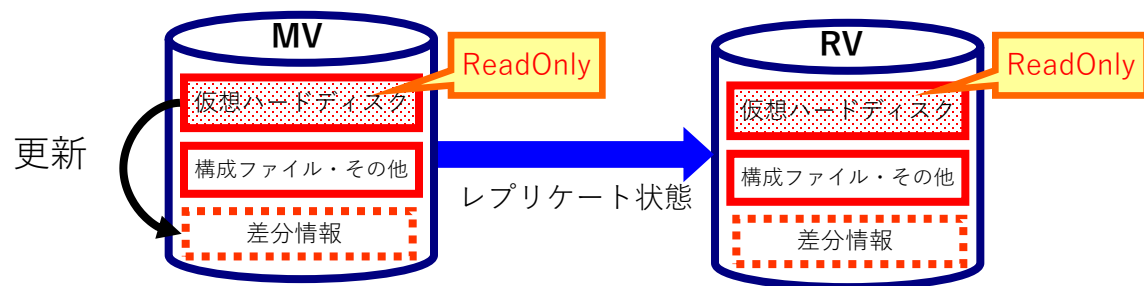 MV
ReadOnly
仮想ハードディスク
更新
構成ファイル・その他
差分情報
レプリケート状態
RV
ReadOnly
仮想ハードディスク
構成ファイル・その他
差分情報